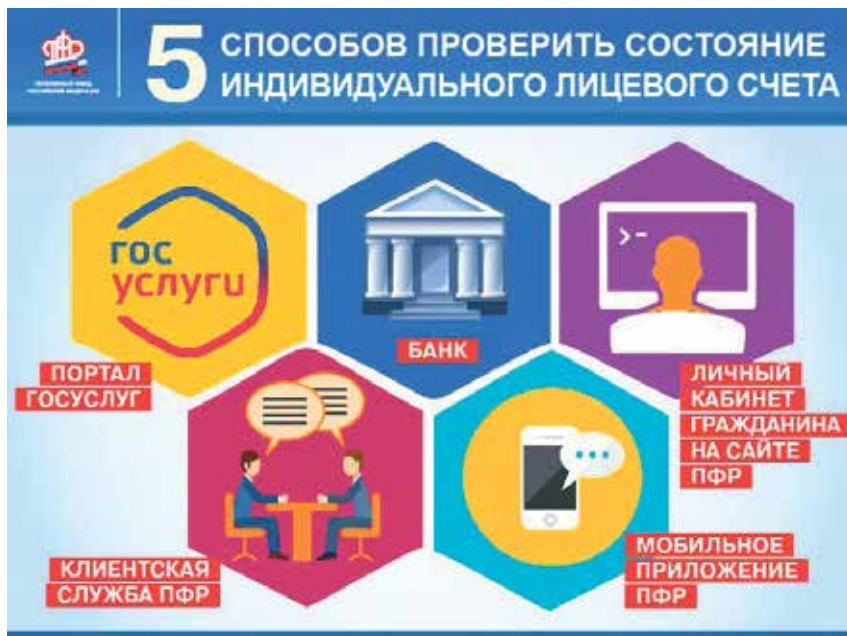 5 СПОСОБОВ ПРОВЕРИТЬ СОСТОЯНИЕ
ИНДИВИДУАЛЬНОГО ЛИЦЕВОГО СЧЕТА
гос
услуги
ПОРТАЛ
ГОСУСЛУГ
БАНК
>-
ЛИЧНЫЙ
КАБИНЕТ
ГРАЖДАНИНА
НА САЙТЕ
ПФР
КЛИЕНТСКАЯ
СЛУЖБА ПФР
МОБИЛЬНОЕ
ПРИЛОЖЕНИЕ
ПФР